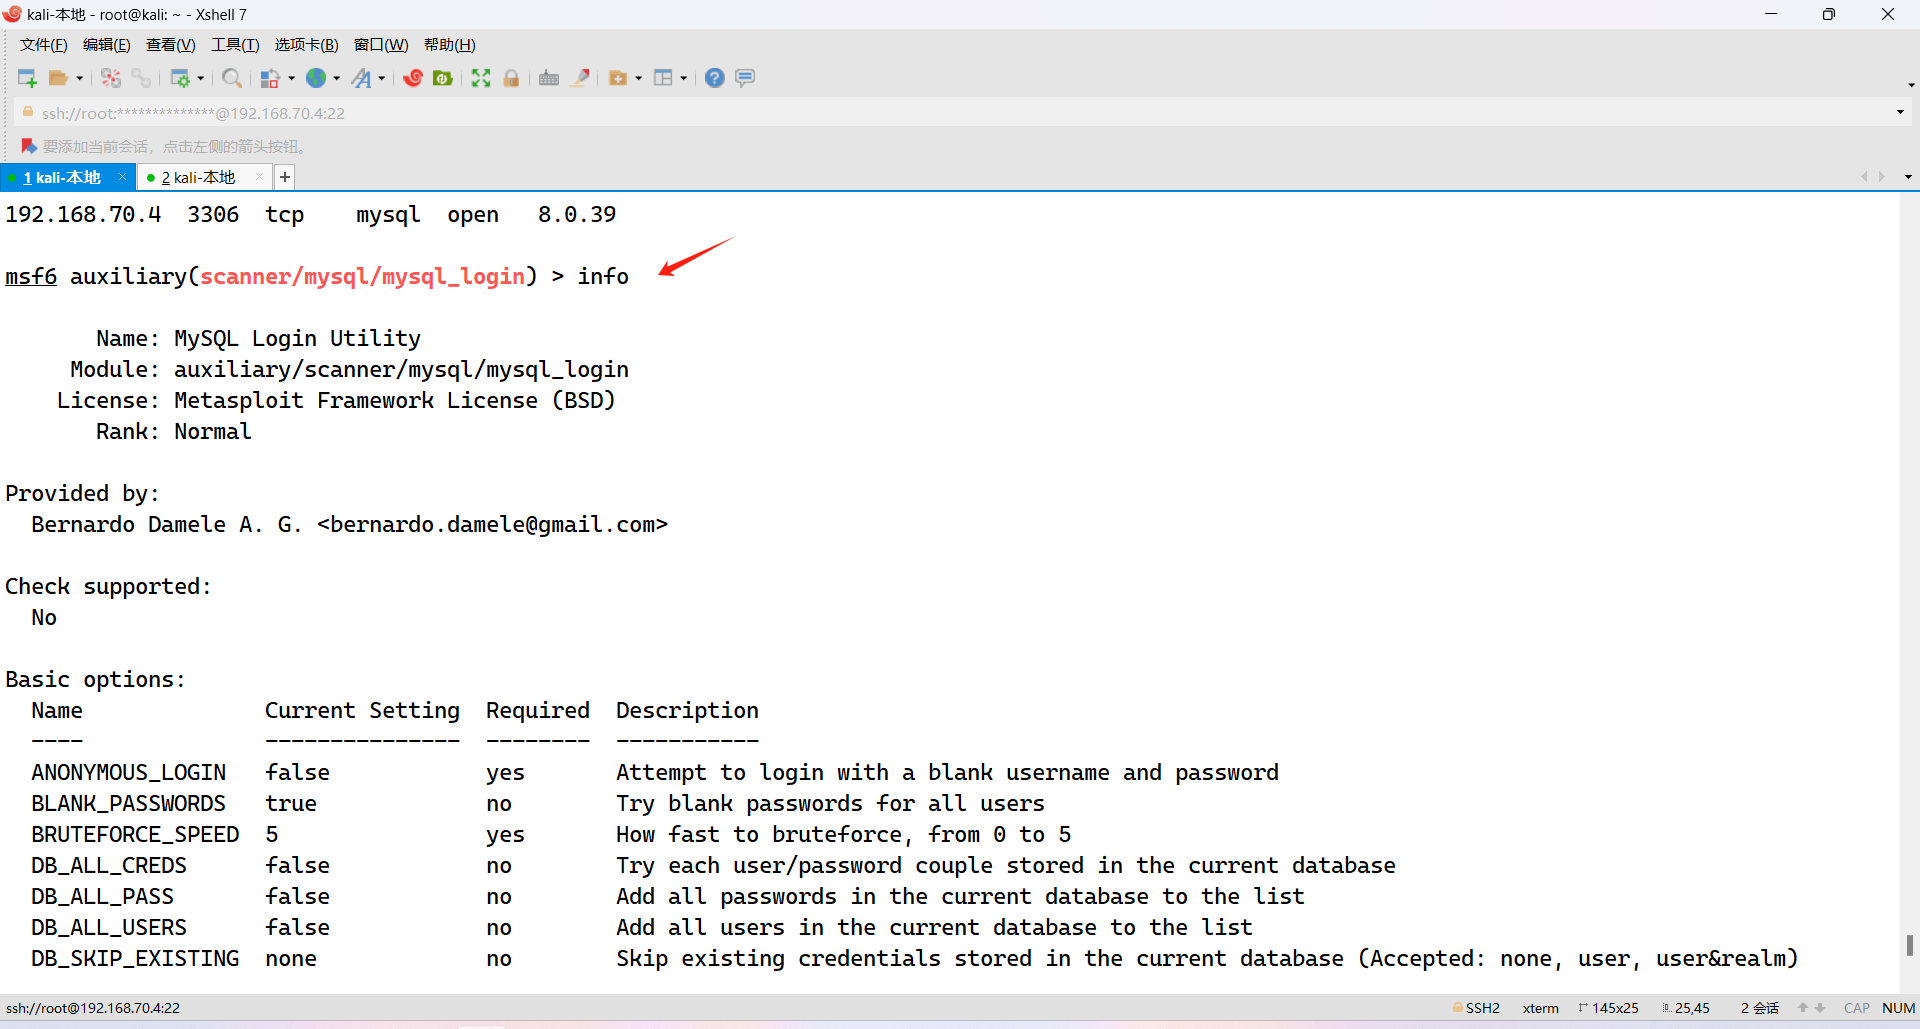 kali-本地 - root@kali: ~ - Xshell 7
文件(F) 编辑(E) 查看(V) 工具(T) 选项卡(B) 窗口(W) 帮助(H)
ssh://root:**************@192.168.70.4:22
要添加当前会话，点击左侧的箭头按钮。
1 kali-本地 × 2 kali-本地 × +
192.168.70.4  3306  tcp    mysql  open   8.0.39
msf6 auxiliary(scanner/mysql/mysql_login) > info
Name: MySQL Login Utility
Module: auxiliary/scanner/mysql/mysql_login
License: Metasploit Framework License (BSD)
Rank: Normal
Provided by:
Bernardo Damele A. G. <bernardo.damele@gmail.com>
Check supported:
No
Basic options:
Name              Current Setting  Required  Description
----              ---------------  --------  -----------
ANONYMOUS_LOGIN   false            yes       Attempt to login with a blank username and password
BLANK_PASSWORDS   true             no        Try blank passwords for all users
BRUTEFORCE_SPEED  5                yes       How fast to bruteforce, from 0 to 5
DB_ALL_CREDS      false            no        Try each user/password couple stored in the current database
DB_ALL_PASS       false            no        Add all passwords in the current database to the list
DB_ALL_USERS      false            no        Add all users in the current database to the list
DB_SKIP_EXISTING  none             no        Skip existing credentials stored in the current database (Accepted: none, user, user&realm)
ssh://root@192.168.70.4:22 SSH2 xterm 145x25 25,45 2 会话 CAP NUM